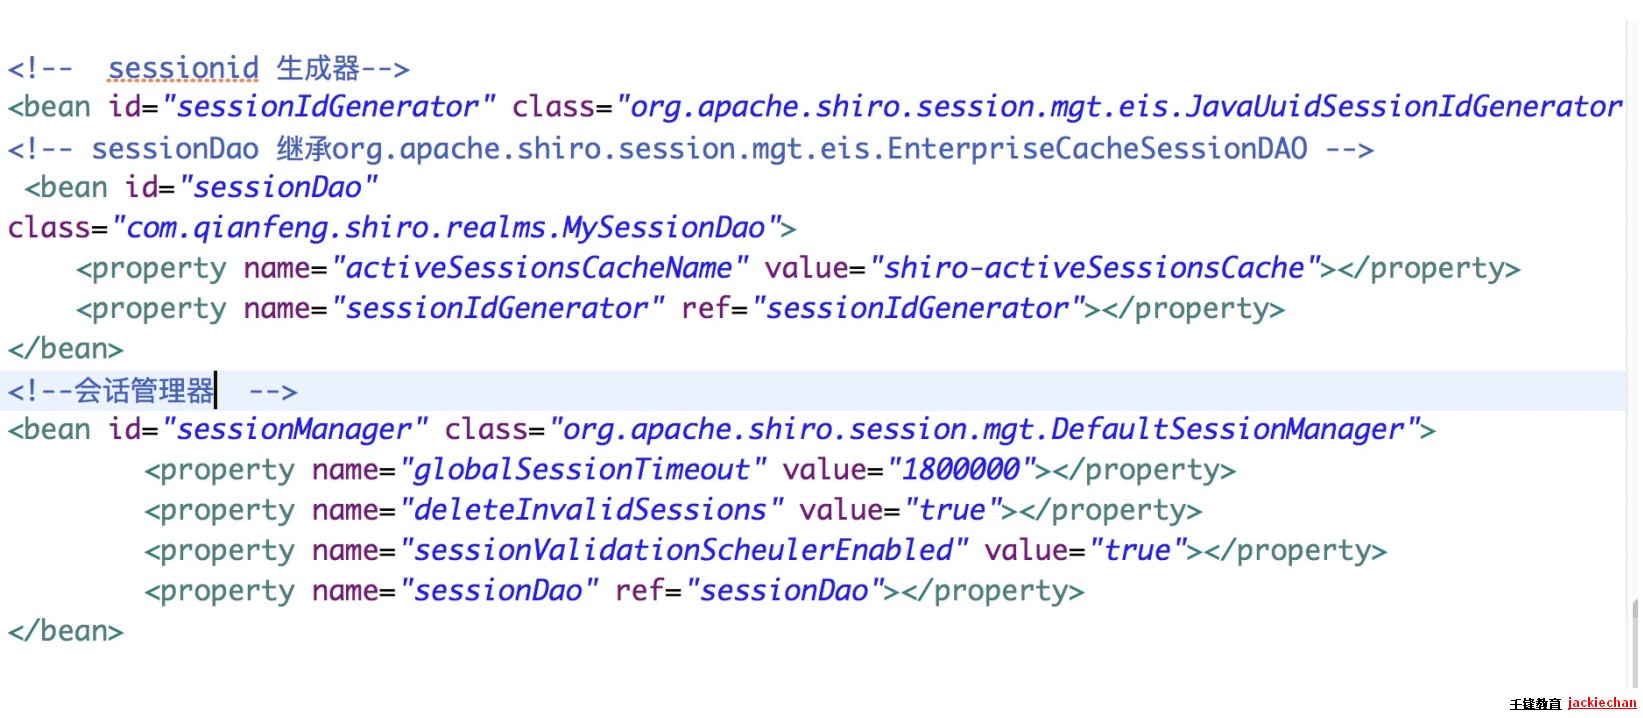 <!--  sessionid 生成器-->
<bean id="sessionIdGenerator" class="org.apache.shiro.session.mgt.eis.JavaUuidSessionIdGenerator
<!-- sessionDao 继承org.apache.shiro.session.mgt.eis.EnterpriseCacheSessionDAO -->
<bean id="sessionDao"
class="com.qianfeng.shiro.realms.MySessionDao">
<property name="activeSessionsCacheName" value="shiro-activeSessionsCache"></property>
<property name="sessionIdGenerator" ref="sessionIdGenerator"></property>
</bean>
<!--会话管理器  -->
<bean id="sessionManager" class="org.apache.shiro.session.mgt.DefaultSessionManager">
<property name="globalSessionTimeout" value="1800000"></property>
<property name="deleteInvalidSessions" value="true"></property>
<property name="sessionValidationScheulerEnabled" value="true"></property>
<property name="sessionDao" ref="sessionDao"></property>
</bean>
千锋教育 jackiechan